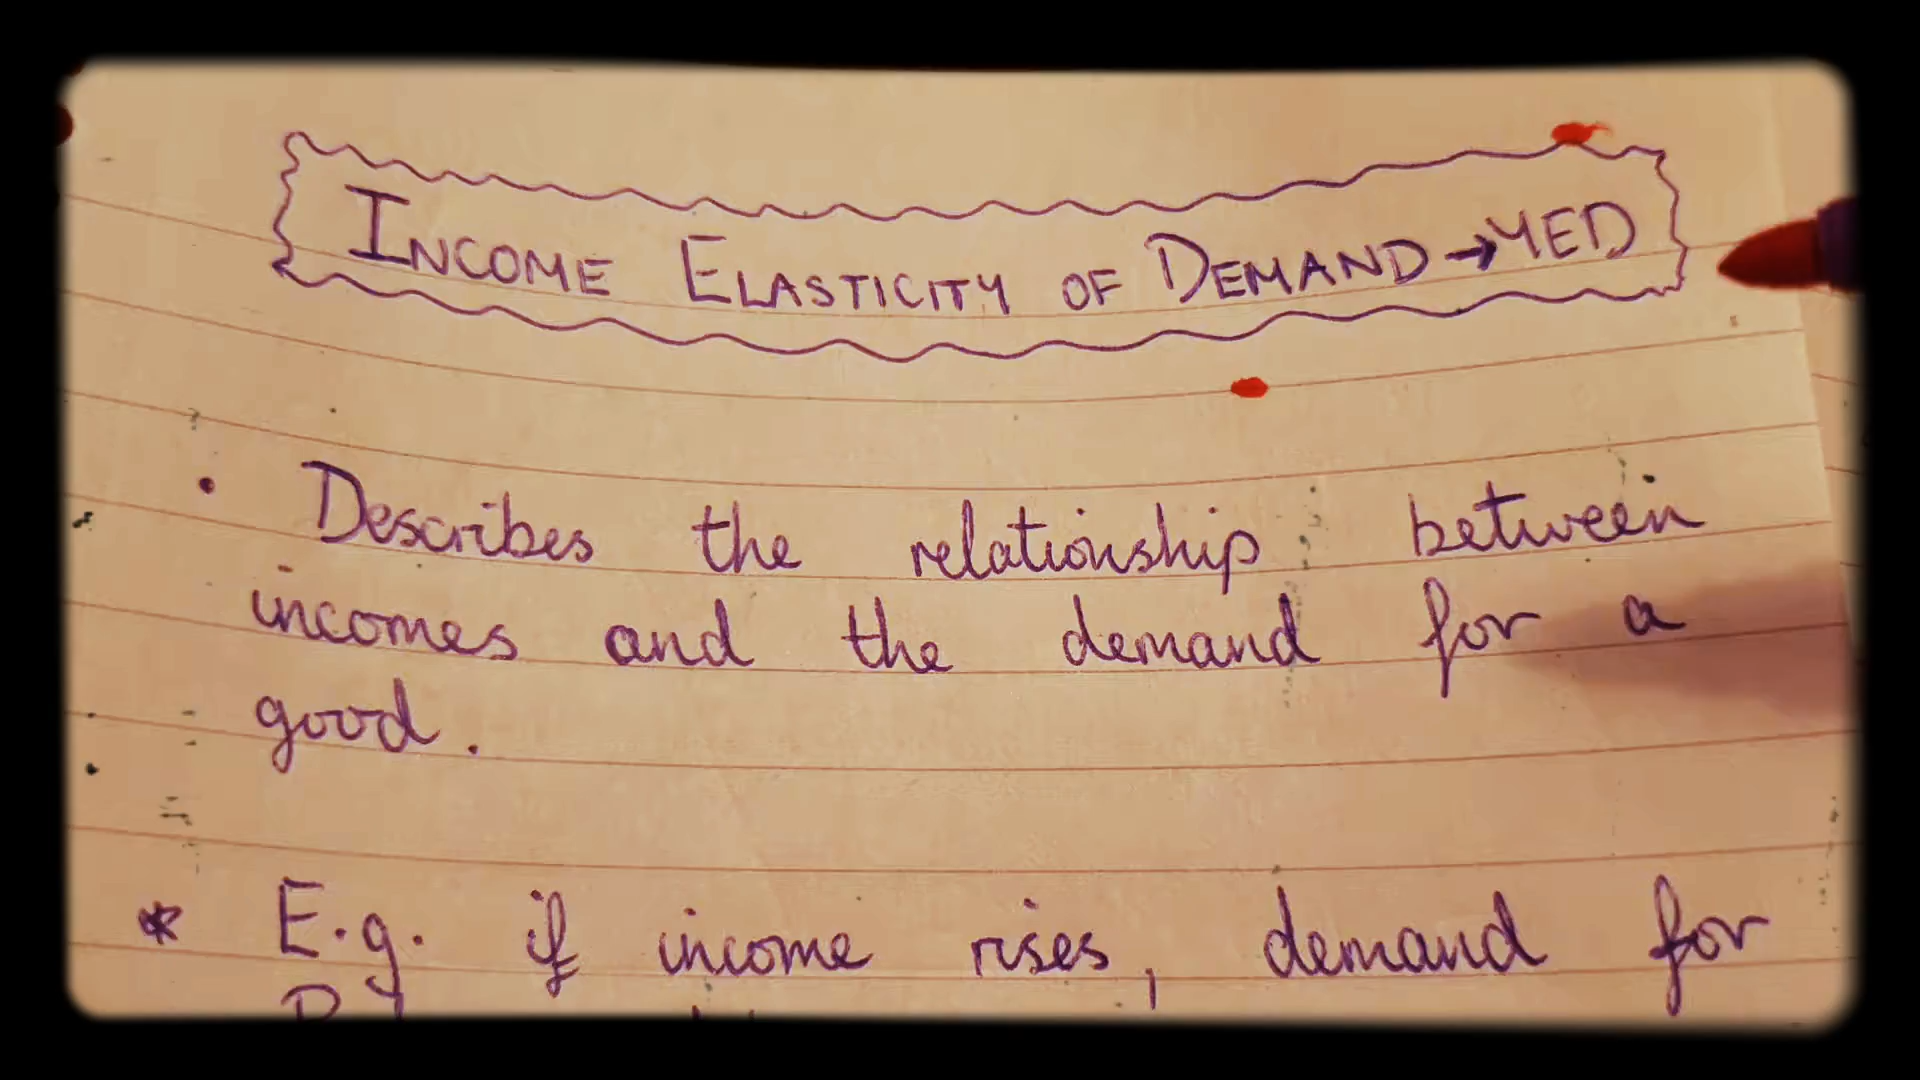 INCOME ELASTICITY OF DEMAND → YED
• Describes the relationship between
incomes and the demand for a
good.
* E.g. if income rises, demand for